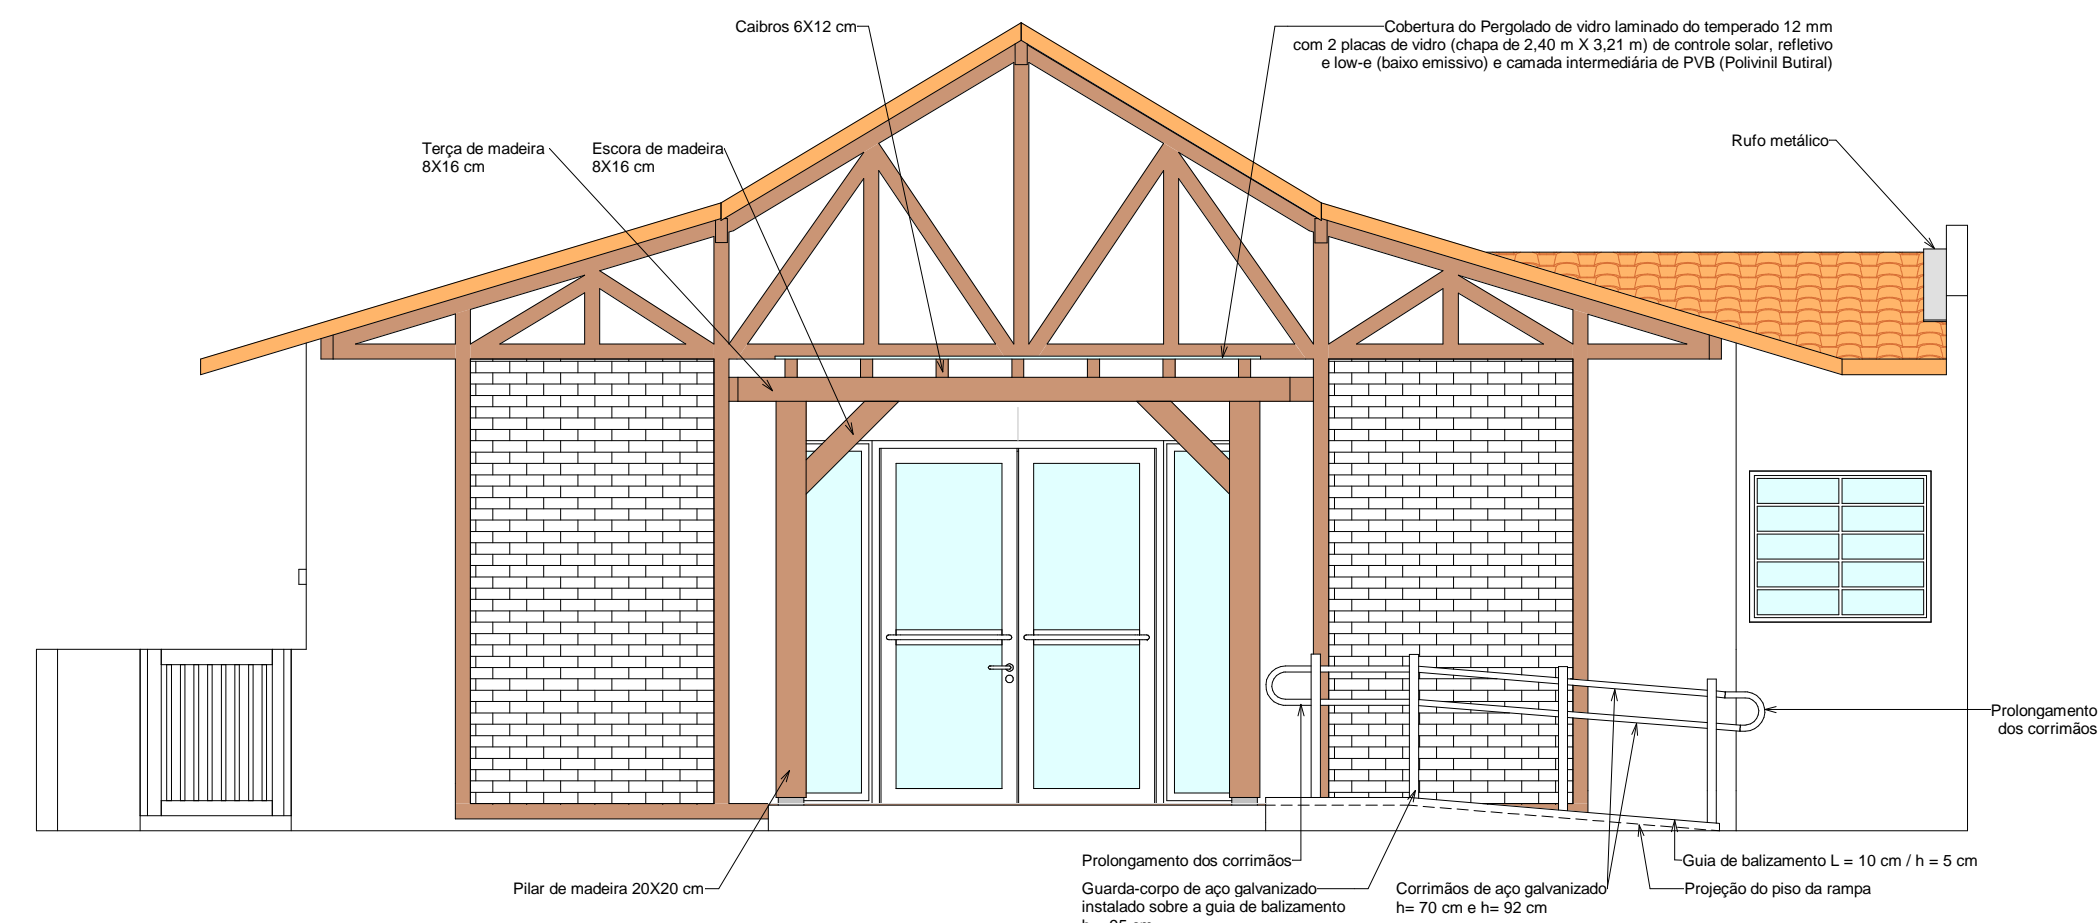 Caibros 6X12 cm
Cobertura do Pergolado de vidro laminado do temperado 12 mm
com 2 placas de vidro (chapa de 2,40 m X 3,21 m) de controle solar, refletivo
e low-e (baixo emissivo) e camada intermediária de PVB (Polivinil Butiral)
Terça de madeira
8X16 cm
Escora de madeira
8X16 cm
Rufo metálico
Prolongamento
dos corrimãos
Prolongamento dos corrimãos
Guia de balizamento L = 10 cm / h = 5 cm
Pilar de madeira 20X20 cm
Guarda-corpo de aço galvanizado
instalado sobre a guia de balizamento
Corrimãos de aço galvanizado
h= 70 cm e h= 92 cm
Projeção do piso da rampa